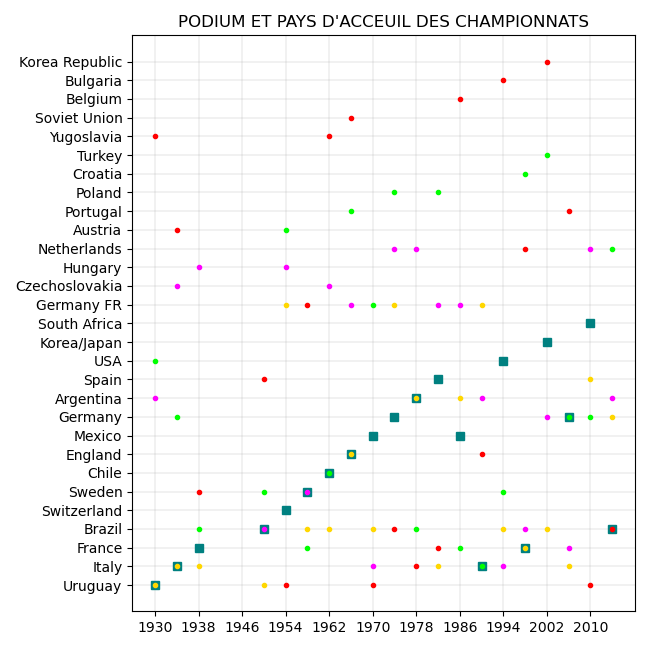 PODIUM ET PAYS D'ACCEUIL DES CHAMPIONNATS
Korea Republic
Bulgaria
Belgium
Soviet Union
Yugoslavia
Turkey
Croatia
Poland
Portugal
Austria
Netherlands
Hungary
Czechoslovakia
Germany FR
South Africa
Korea/Japan
USA
Spain
Argentina
Germany
Mexico
England
Chile
Sweden
Switzerland
Brazil
France
Italy
Uruguay
1930 1938 1946 1954 1962 1970 1978 1986 1994 2002 2010